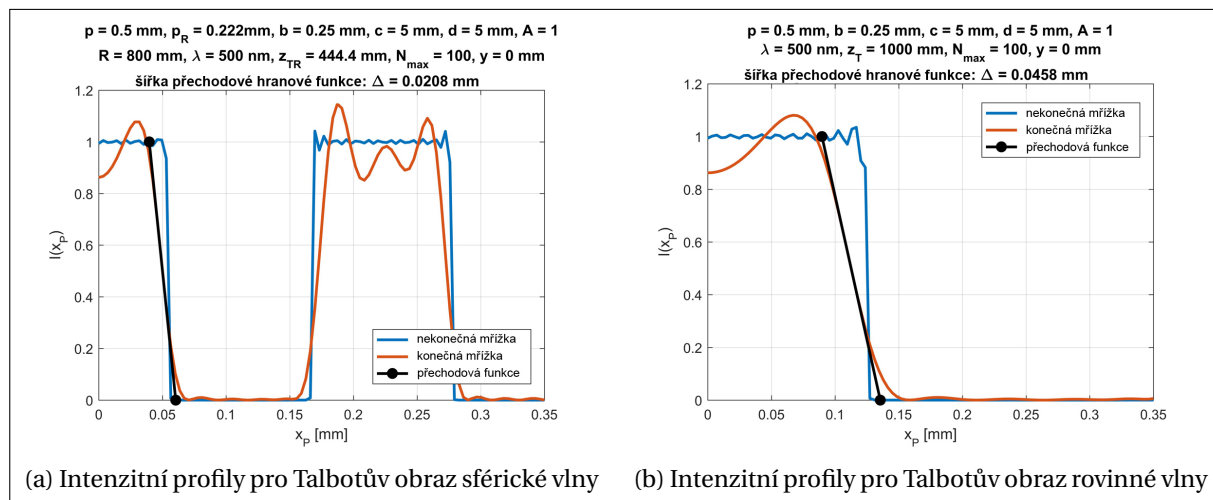 p = 0.5 mm, p_R = 0.222mm, b = 0.25 mm, c = 5 mm, d = 5 mm, A = 1
R = 800 mm, λ = 500 nm, z_TR = 444.4 mm, N_max = 100, y = 0 mm
šířka přechodové hranové funkce: Δ = 0.0208 mm
1.2
1
0.8
0.6
0.4
0.2
0
I(x_P)
nekonečná mřížka
konečná mřížka
přechodová funkce
0 0.05 0.1 0.15 0.2 0.25 0.3 0.35
x_P [mm]
(a) Intenzitní profily pro Talbotův obraz sférické vlny
p = 0.5 mm, b = 0.25 mm, c = 5 mm, d = 5 mm, A = 1
λ = 500 nm, z_T = 1000 mm, N_max = 100, y = 0 mm
šířka přechodové hranové funkce: Δ = 0.0458 mm
1.2
1
0.8
0.6
0.4
0.2
0
I(x_P)
nekonečná mřížka
konečná mřížka
přechodová funkce
0 0.05 0.1 0.15 0.2 0.25 0.3 0.35
x_P [mm]
(b) Intenzitní profily pro Talbotův obraz rovinné vlny